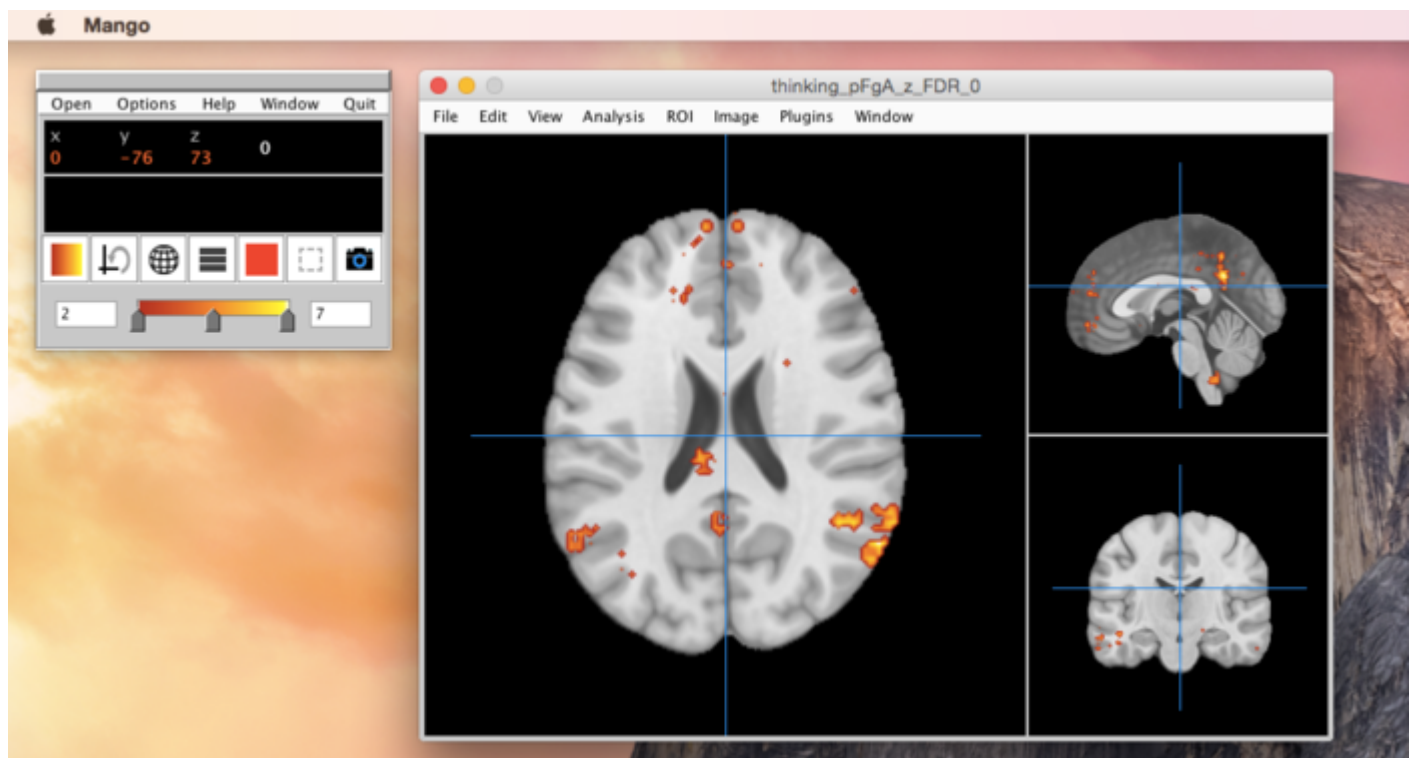 Mango
Open Options Help Window Quit
x y z
0 -76 73 0
2 7
thinking_pFgA_z_FDR_0
File Edit View Analysis ROI Image Plugins Window